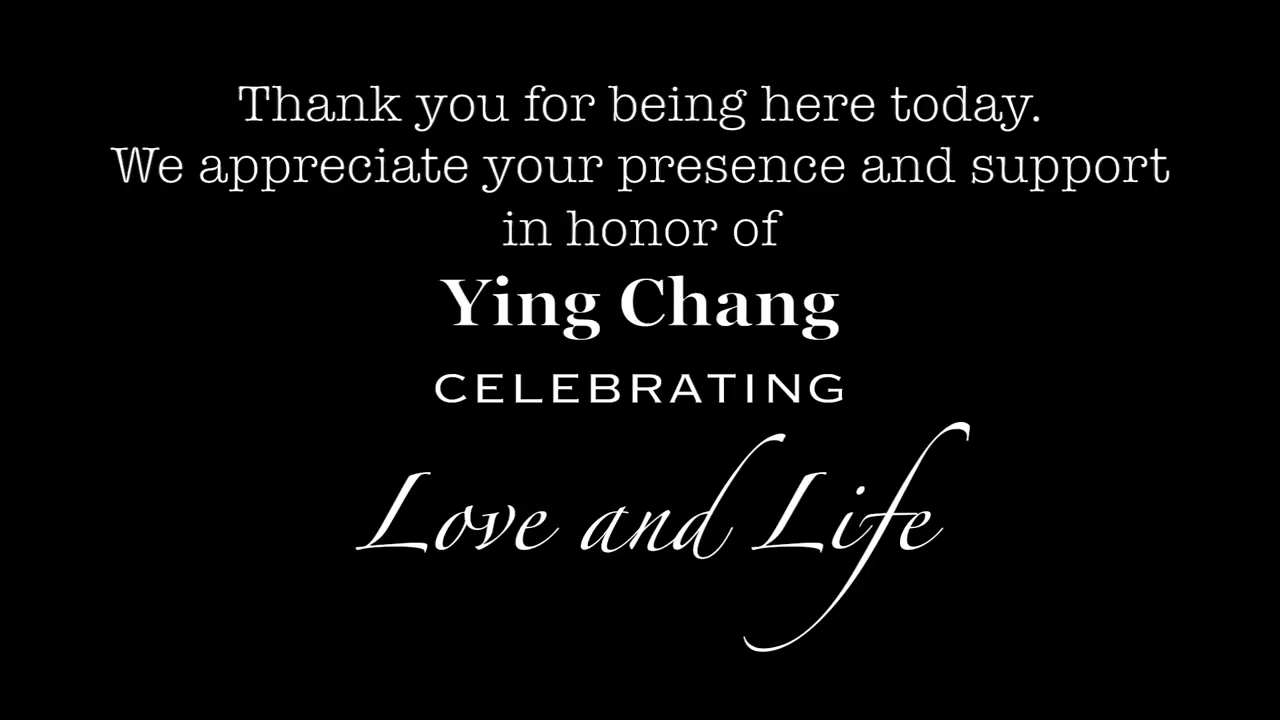 Thank you for being here today.
We appreciate your presence and support
in honor of
Ying Chang
CELEBRATING
Love and Life